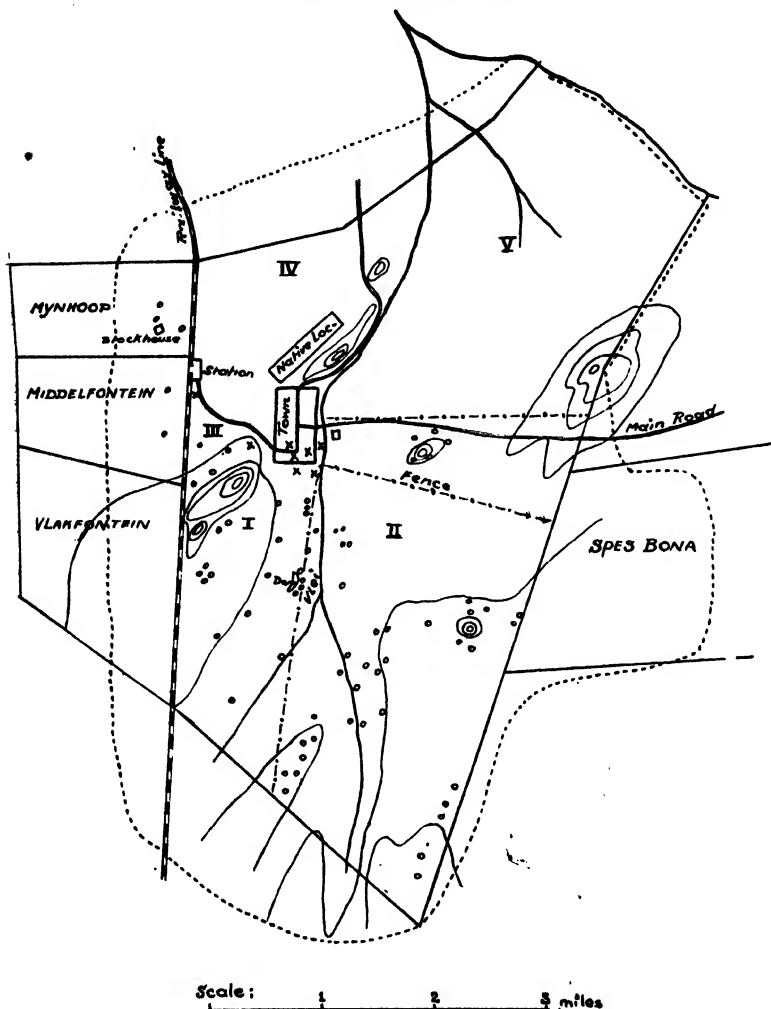 Railway Line
V
IV
MYNHOOP
Blockhouse
Native Loc-
Station
MIDDELFONTEIN
Town
Main Road
III
Fence
VLAKFONTEIN
I
II
SPES BONA
Vlei
Scale:
1 2 3 miles